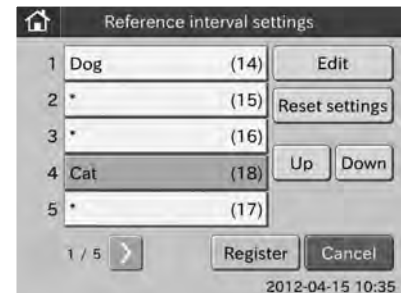 Reference interval settings
1 Dog (14) Edit
2 * (15) Reset settings
3 * (16)
4 Cat (18) Up Down
5 * (17)
1 / 5 > Register Cancel
2012-04-15 10:35